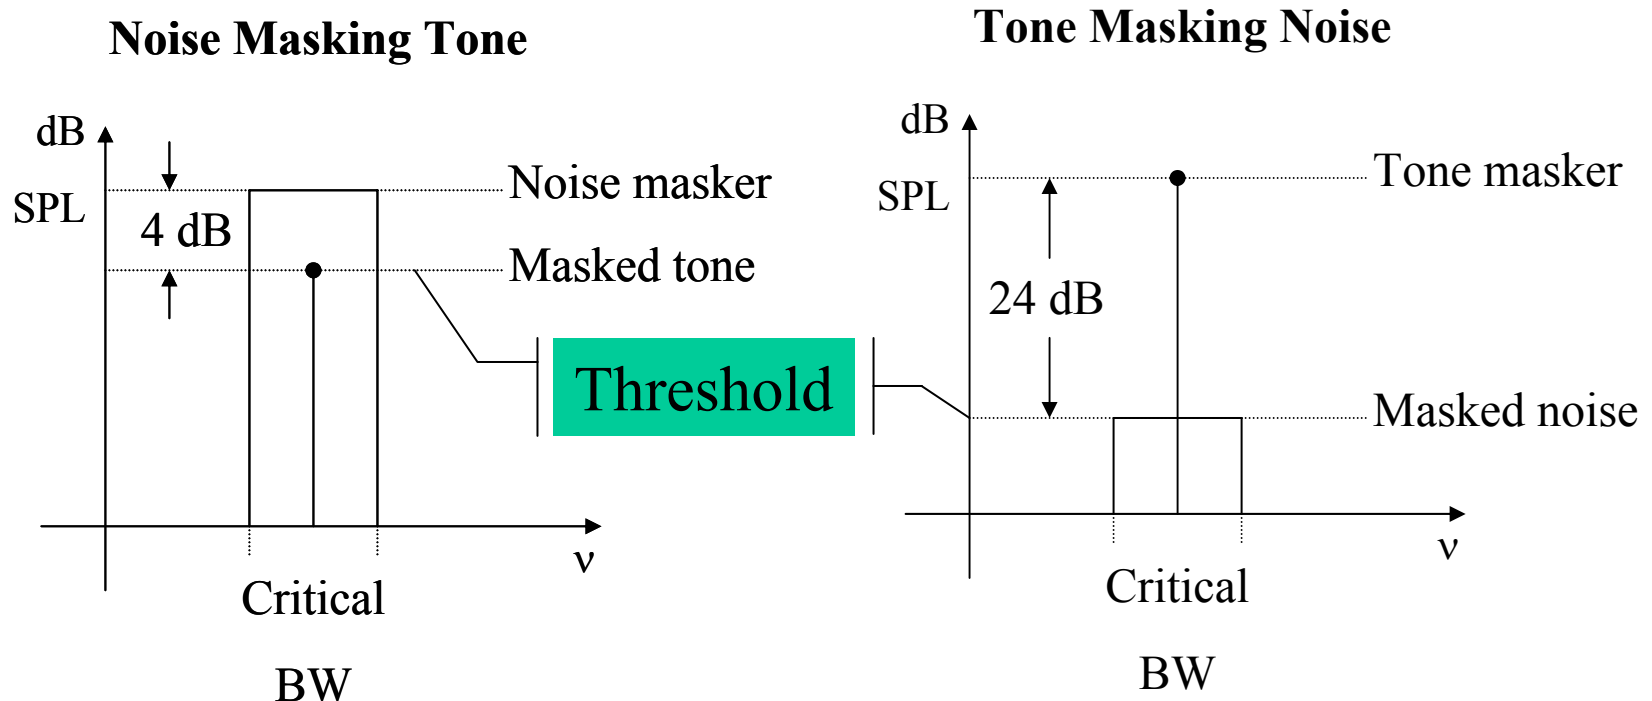 Noise Masking Tone
dB
SPL
4 dB
Noise masker
Masked tone
ν
Critical
BW
Threshold
Tone Masking Noise
dB
SPL
24 dB
Tone masker
Masked noise
ν
Critical
BW